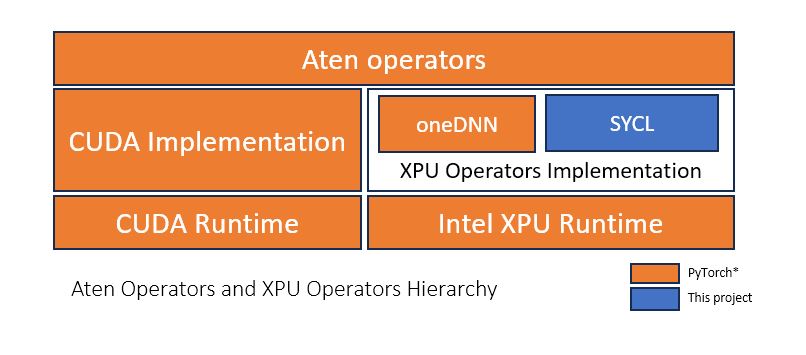 Aten operators
CUDA Implementation
oneDNN
SYCL
XPU Operators Implementation
CUDA Runtime
Intel XPU Runtime
Aten Operators and XPU Operators Hierarchy
PyTorch*
This project